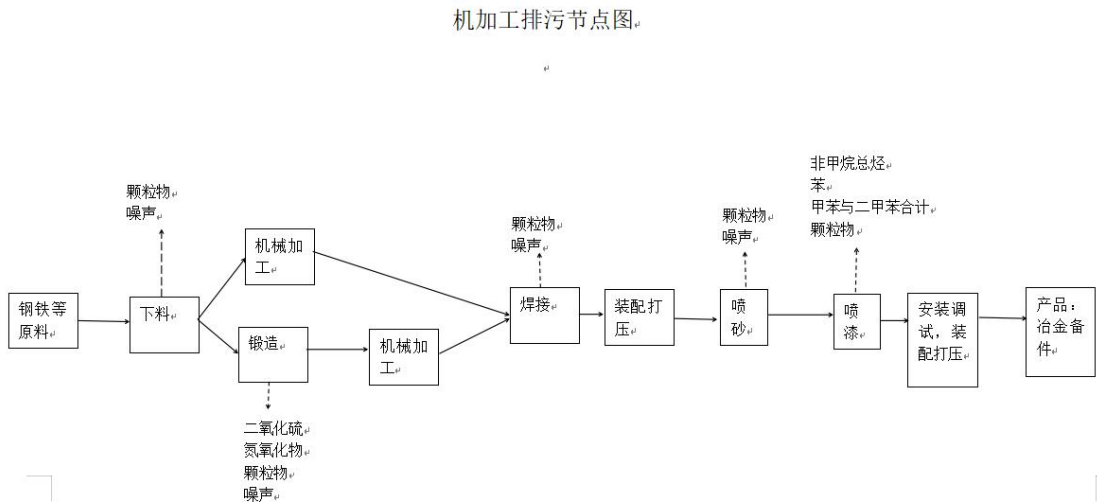 机加工排污节点图
非甲烷总烃
苯
甲苯与二甲苯合计
颗粒物
颗粒物
噪声
颗粒物
噪声
颗粒物
噪声
机械加
工
钢铁等
原料
下料
锻造
机械加
工
焊接
装配打
压
喷
砂
喷
漆
安装调
试，装
配打压
产品：
冶金备
件
二氧化硫
氮氧化物
颗粒物
噪声